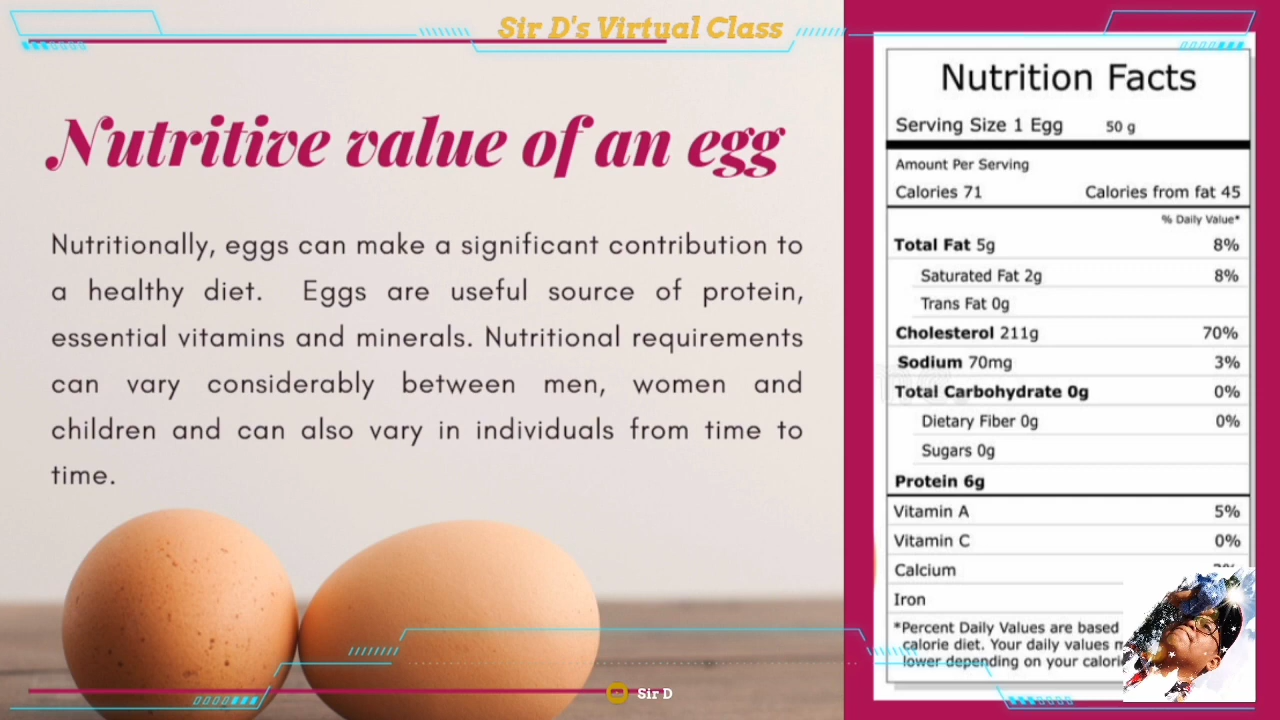 Sir D's Virtual Class
Nutritive value of an egg
Nutritionally, eggs can make a significant contribution to
a healthy diet. Eggs are useful source of protein,
essential vitamins and minerals. Nutritional requirements
can vary considerably between men, women and
children and can also vary in individuals from time to
time.
Sir D
Nutrition Facts
Serving Size 1 Egg 50 g
Amount Per Serving
Calories 71 Calories from fat 45
% Daily Value*
Total Fat 5g 8%
Saturated Fat 2g 8%
Trans Fat 0g
Cholesterol 211g 70%
Sodium 70mg 3%
Total Carbohydrate 0g 0%
Dietary Fiber 0g 0%
Sugars 0g
Protein 6g
Vitamin A 5%
Vitamin C 0%
Calcium
Iron
*Percent Daily Values are based
calorie diet. Your daily values
lower depending on your